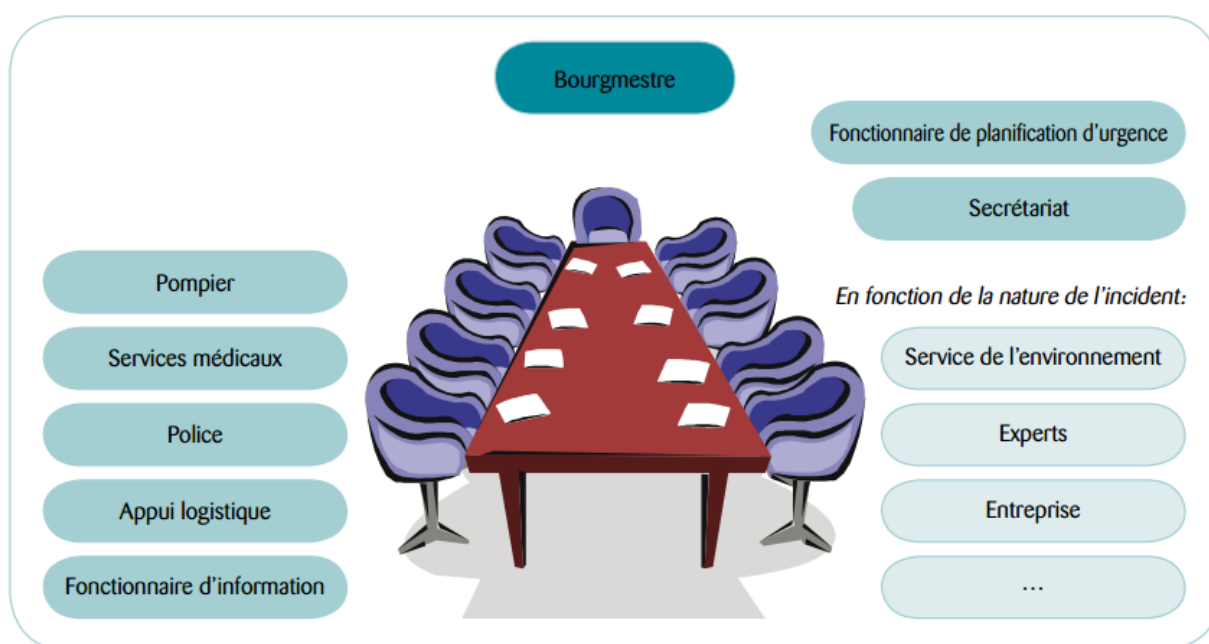 Bourgmestre
Fonctionnaire de planification d'urgence
Secrétariat
Pompier
Services médicaux
Police
Appui logistique
Fonctionnaire d'information
En fonction de la nature de l'incident:
Service de l'environnement
Experts
Entreprise
…